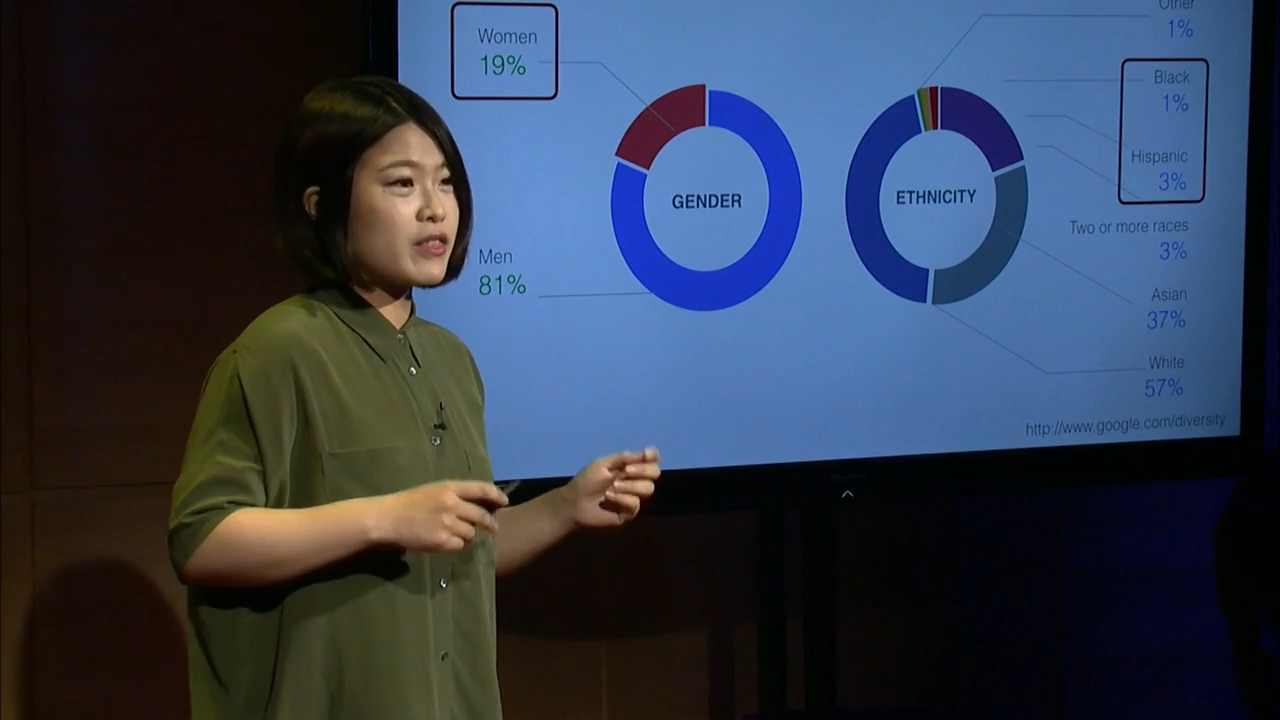 Women
19%
Men
81%
GENDER
ETHNICITY
Other
1%
Black
1%
Hispanic
3%
Two or more races
3%
Asian
37%
White
57%
http://www.google.com/diversity